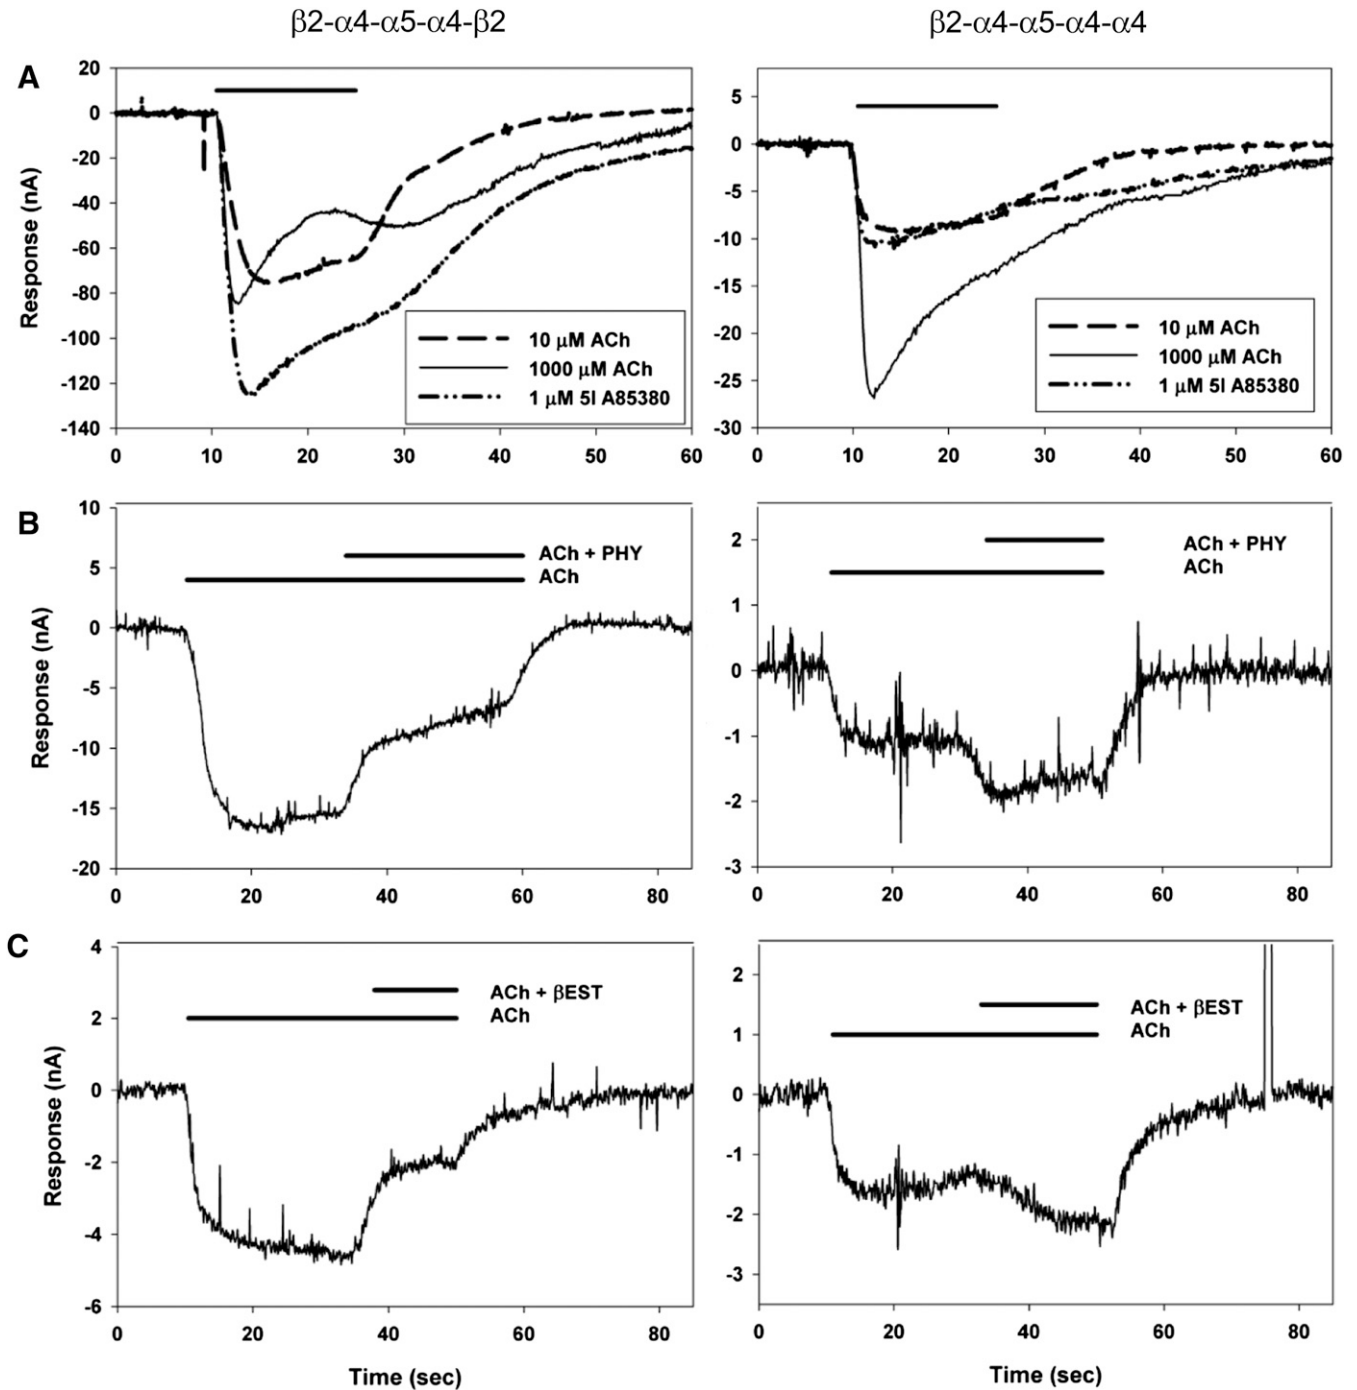 β2-α4-α5-α4-β2
β2-α4-α5-α4-α4
A
20
0
-20
-40
-60
-80
-100
-120
-140
Response (nA)
10 μM ACh
1000 μM ACh
1 μM 5I A85380
0 10 20 30 40 50 60
5
0
-5
-10
-15
-20
-25
-30
10 μM ACh
1000 μM ACh
1 μM 5I A85380
0 10 20 30 40 50 60
B
10
5
0
-5
-10
-15
-20
Response (nA)
ACh + PHY
ACh
0 20 40 60 80
2
1
0
-1
-2
-3
ACh + PHY
ACh
0 20 40 60 80
C
4
2
0
-2
-4
-6
Response (nA)
ACh + βEST
ACh
0 20 40 60 80
Time (sec)
2
1
0
-1
-2
-3
ACh + βEST
ACh
0 20 40 60 80
Time (sec)